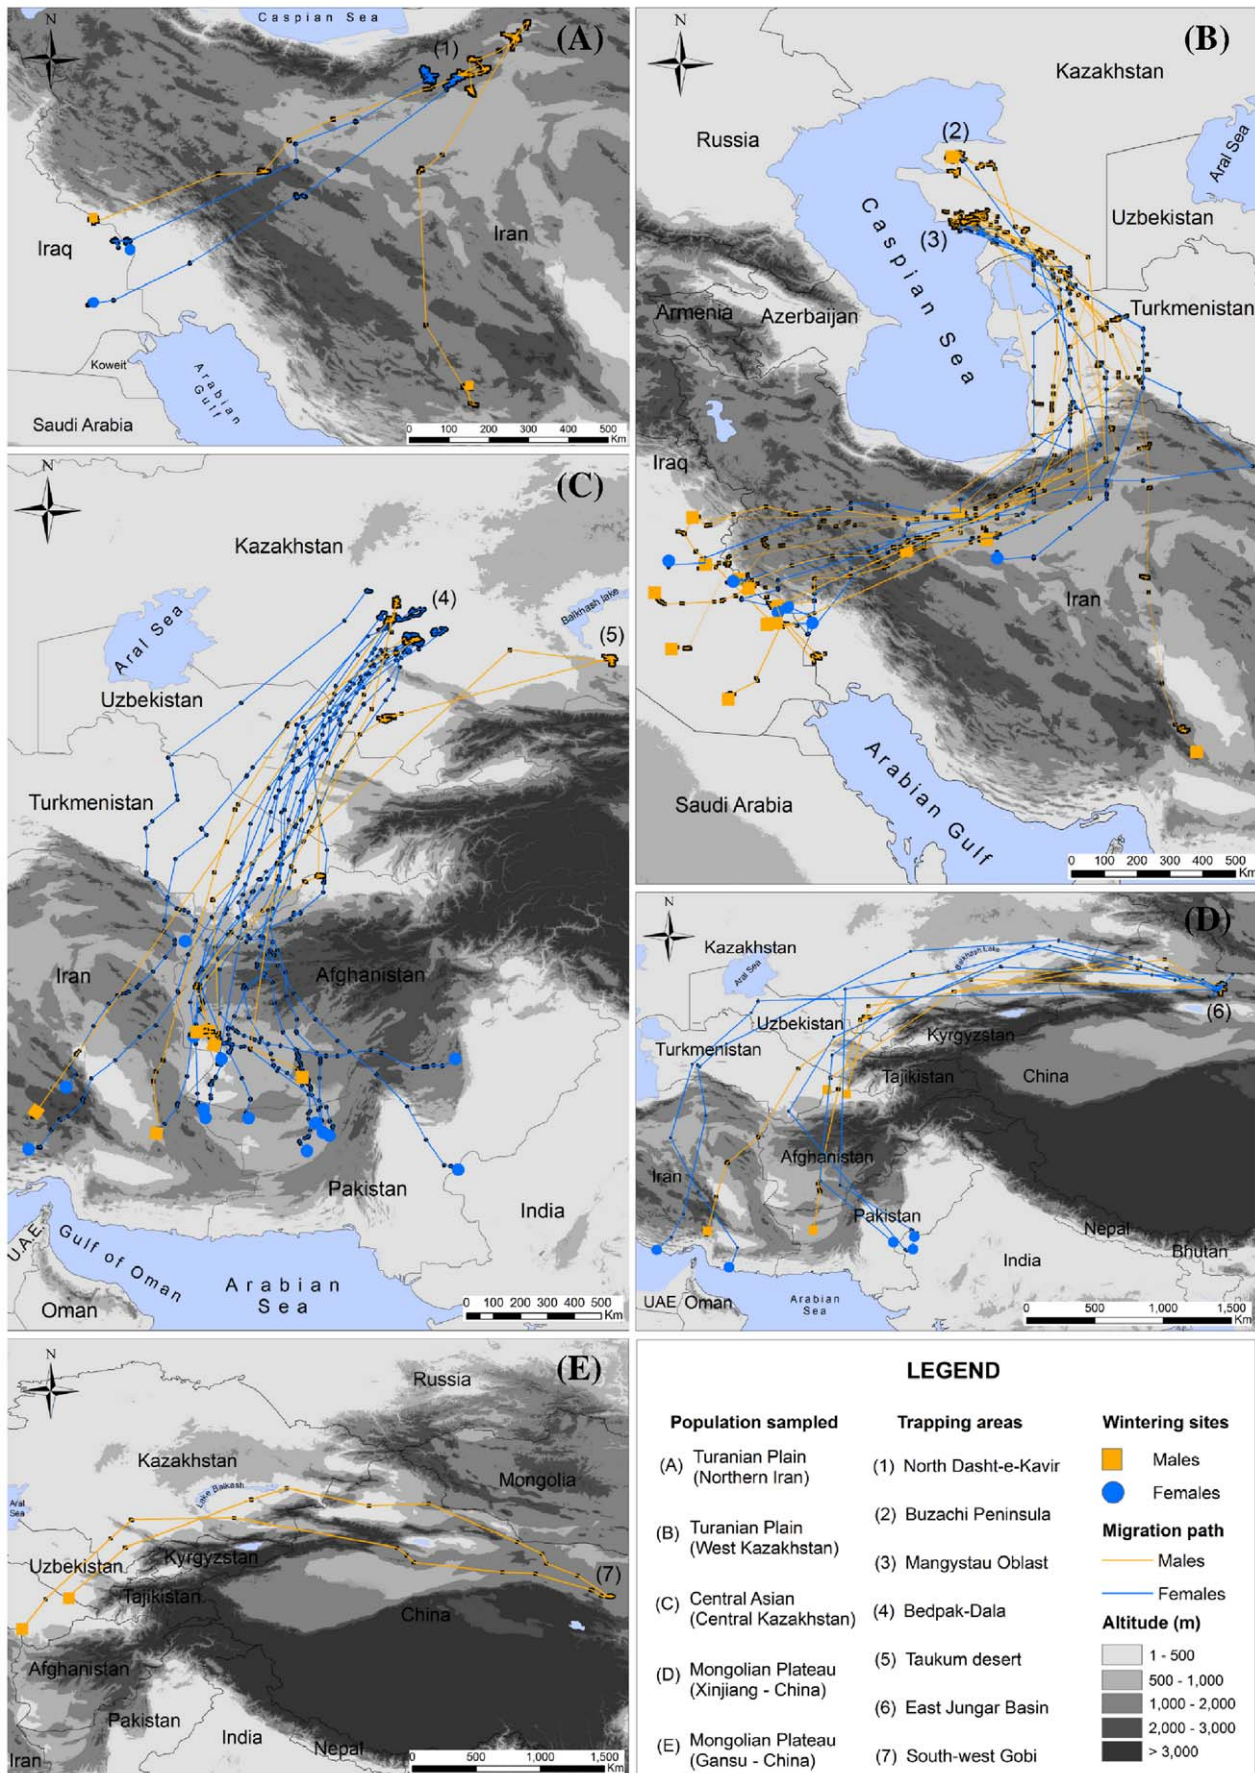 Caspian Sea
N
(A)
(1)
Iraq
Iran
Koweit
Arabian
Gulf
Saudi Arabia
0 100 200 300 400 500
Km
N
(B)
Kazakhstan
Russia
(2)
Aral Sea
Uzbekistan
(3)
Caspian Sea
Turkmenistan
Armenia
Azerbaijan
Iraq
Iran
Arabian Gulf
Saudi Arabia
0 100 200 300 400 500
Km
N
(C)
Kazakhstan
(4)
Balkhash lake
Aral Sea
(5)
Uzbekistan
Turkmenistan
Iran
Afghanistan
Pakistan
India
U.A.E.
Gulf of Oman
Arabian
Sea
Oman
0 100 200 300 400 500
Km
N
(D)
Kazakhstan
Balkhash Lake
Aral Sea
(6)
Uzbekistan
Kyrgyzstan
Turkmenistan
Tajikistan
China
Afghanistan
Iran
Pakistan
Nepal
India
Bhutan
UAE
Oman
Arabian
Sea
0 500 1,000 1,500
Km
N
(E)
Russia
Kazakhstan
Mongolia
Lake Balkash
Aral
Sea
Uzbekistan
Kyrgyzstan
(7)
Tajikistan
China
Afghanistan
Pakistan
India
Nepal
Iran
0 500 1,000 1,500
Km
LEGEND
Population sampled
(A) Turanian Plain
(Northern Iran)
(B) Turanian Plain
(West Kazakhstan)
(C) Central Asian
(Central Kazakhstan)
(D) Mongolian Plateau
(Xinjiang - China)
(E) Mongolian Plateau
(Gansu - China)
Trapping areas
(1) North Dasht-e-Kavir
(2) Buzachi Peninsula
(3) Mangystau Oblast
(4) Bedpak-Dala
(5) Taukum desert
(6) East Jungar Basin
(7) South-west Gobi
Wintering sites
Males
Females
Migration path
Males
Females
Altitude (m)
1 - 500
500 - 1,000
1,000 - 2,000
2,000 - 3,000
> 3,000